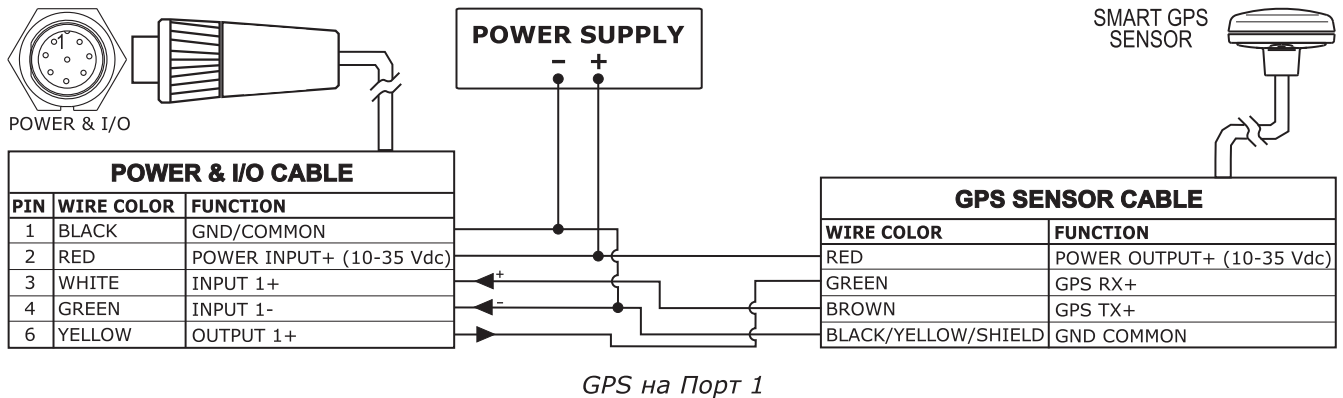 SMART GPS
SENSOR
POWER SUPPLY
- +
1
POWER & I/O
POWER & I/O CABLE
PIN WIRE COLOR FUNCTION
1 BLACK GND/COMMON
2 RED POWER INPUT+ (10-35 Vdc)
3 WHITE INPUT 1+
4 GREEN INPUT 1-
6 YELLOW OUTPUT 1+
+
-
GPS SENSOR CABLE
WIRE COLOR FUNCTION
RED POWER OUTPUT+ (10-35 Vdc)
GREEN GPS RX+
BROWN GPS TX+
BLACK/YELLOW/SHIELD GND COMMON
GPS на Порт 1